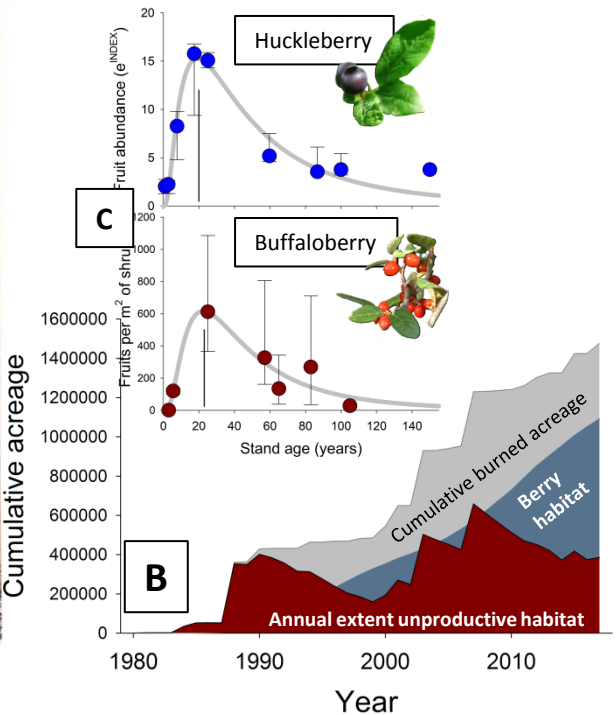 20
15
10
5
0
Fruit abundance (e^INDEX)
Huckleberry
C
1200
1000
800
600
400
200
0
Fruits per m² of shru
Buffaloberry
0 20 40 60 80 100 120 140
Stand age (years)
1600000
1400000
1200000
1000000
800000
600000
400000
200000
0
Cumulative acreage
Cumulative burned acreage
Berry
habitat
B
Annual extent unproductive habitat
1980 1990 2000 2010
Year